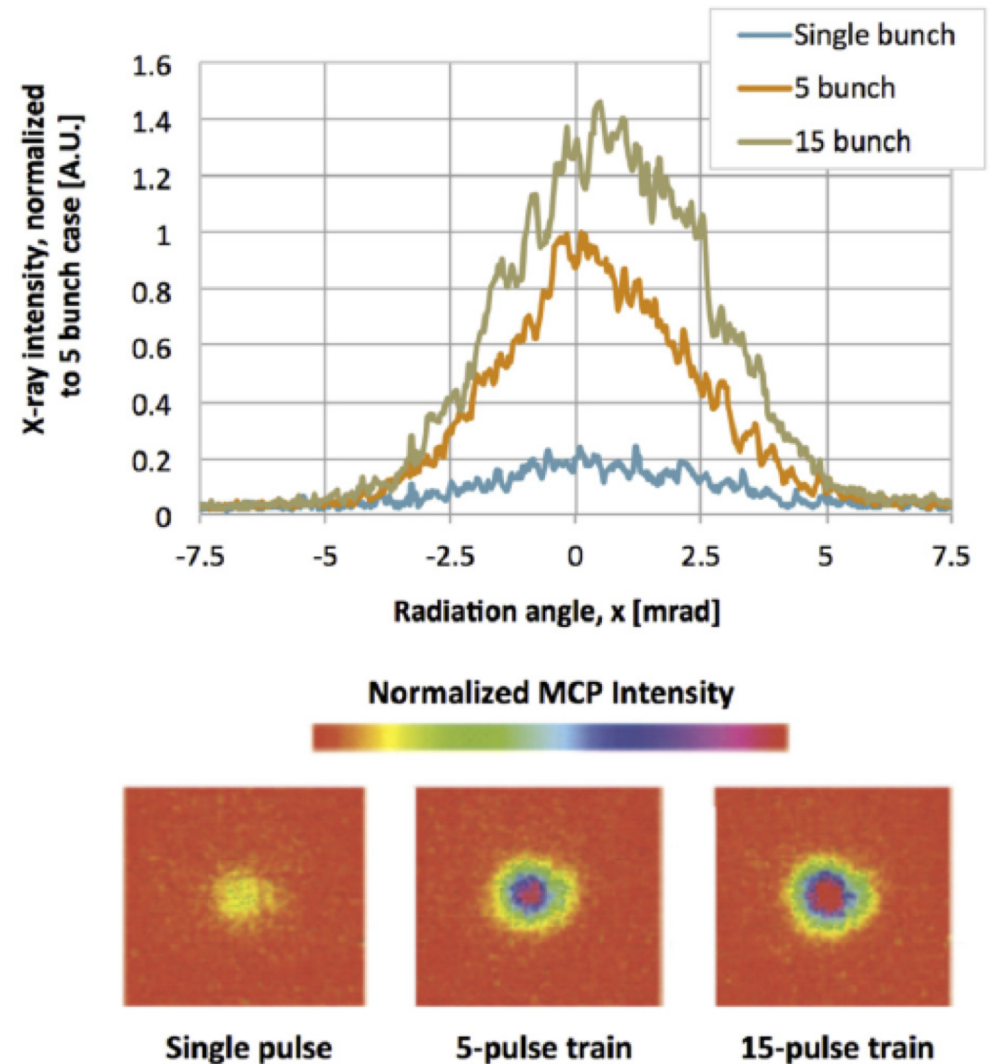 Single bunch
5 bunch
15 bunch
X-ray intensity, normalized
to 5 bunch case [A.U.]
1.6
1.4
1.2
1
0.8
0.6
0.4
0.2
0
-7.5 -5 -2.5 0 2.5 5 7.5
Radiation angle, x [mrad]
Normalized MCP Intensity
Single pulse 5-pulse train 15-pulse train